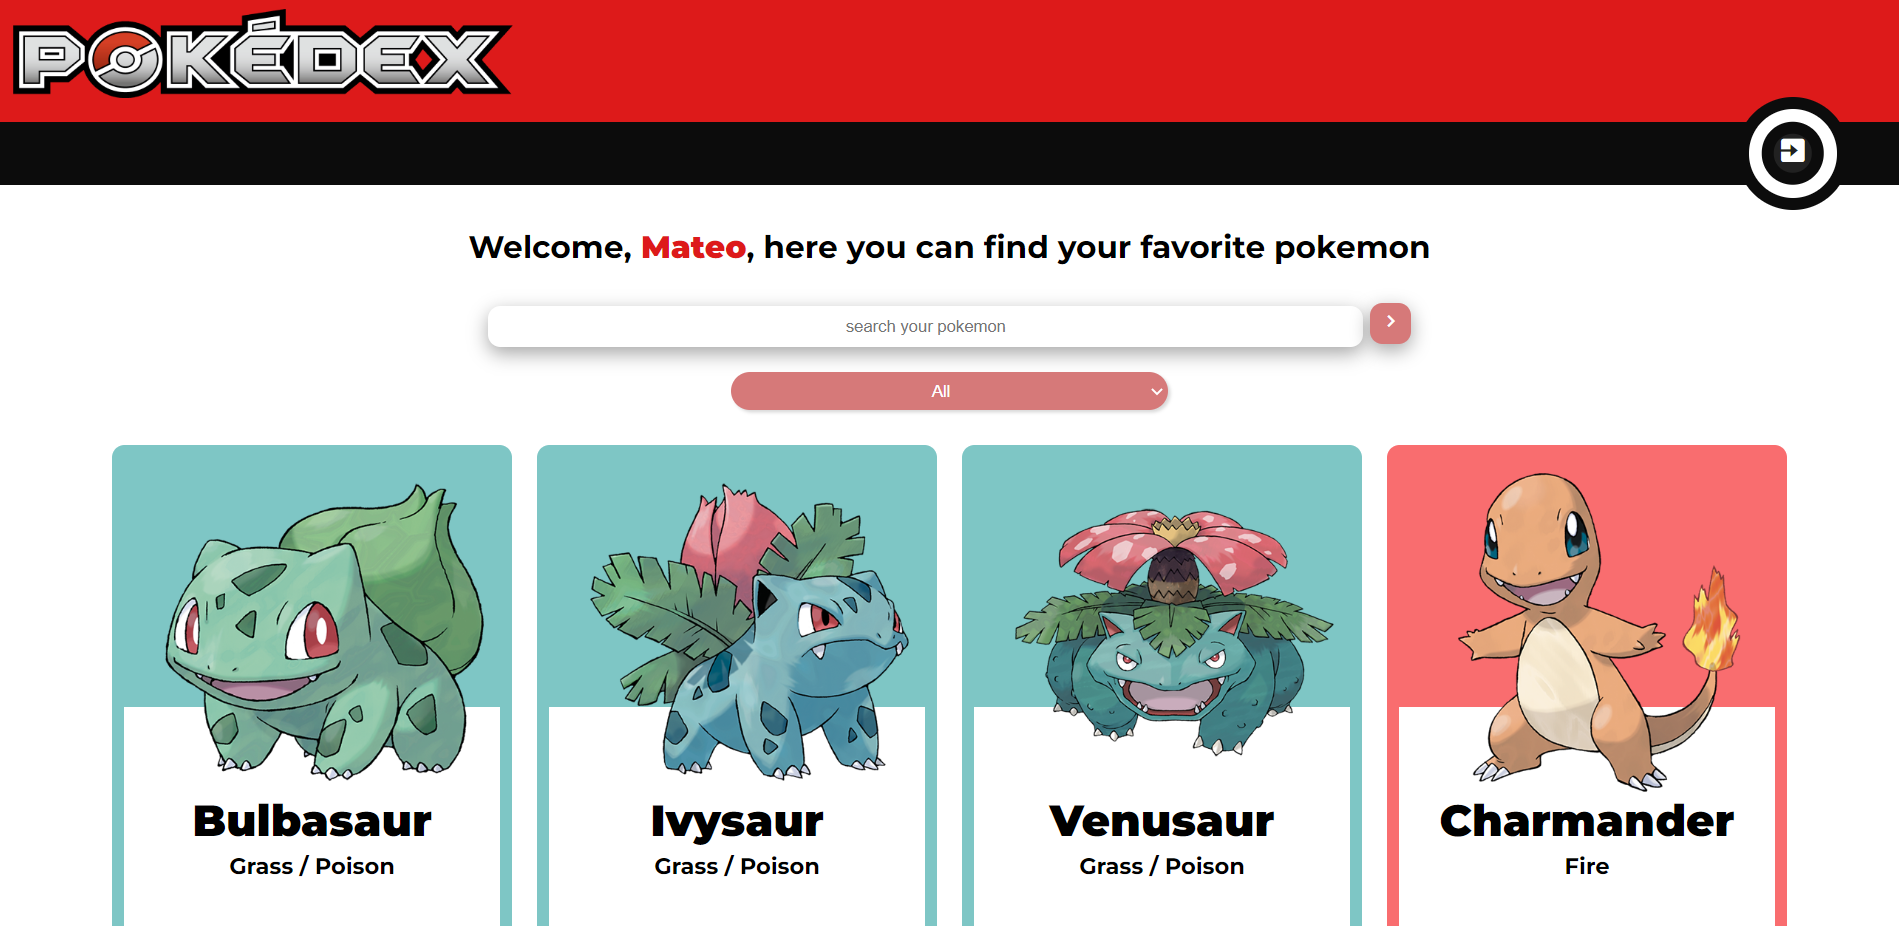 POKÉDEX
Welcome, Mateo, here you can find your favorite pokemon
search your pokemon
All
Bulbasaur
Grass / Poison
Ivysaur
Grass / Poison
Venusaur
Grass / Poison
Charmander
Fire